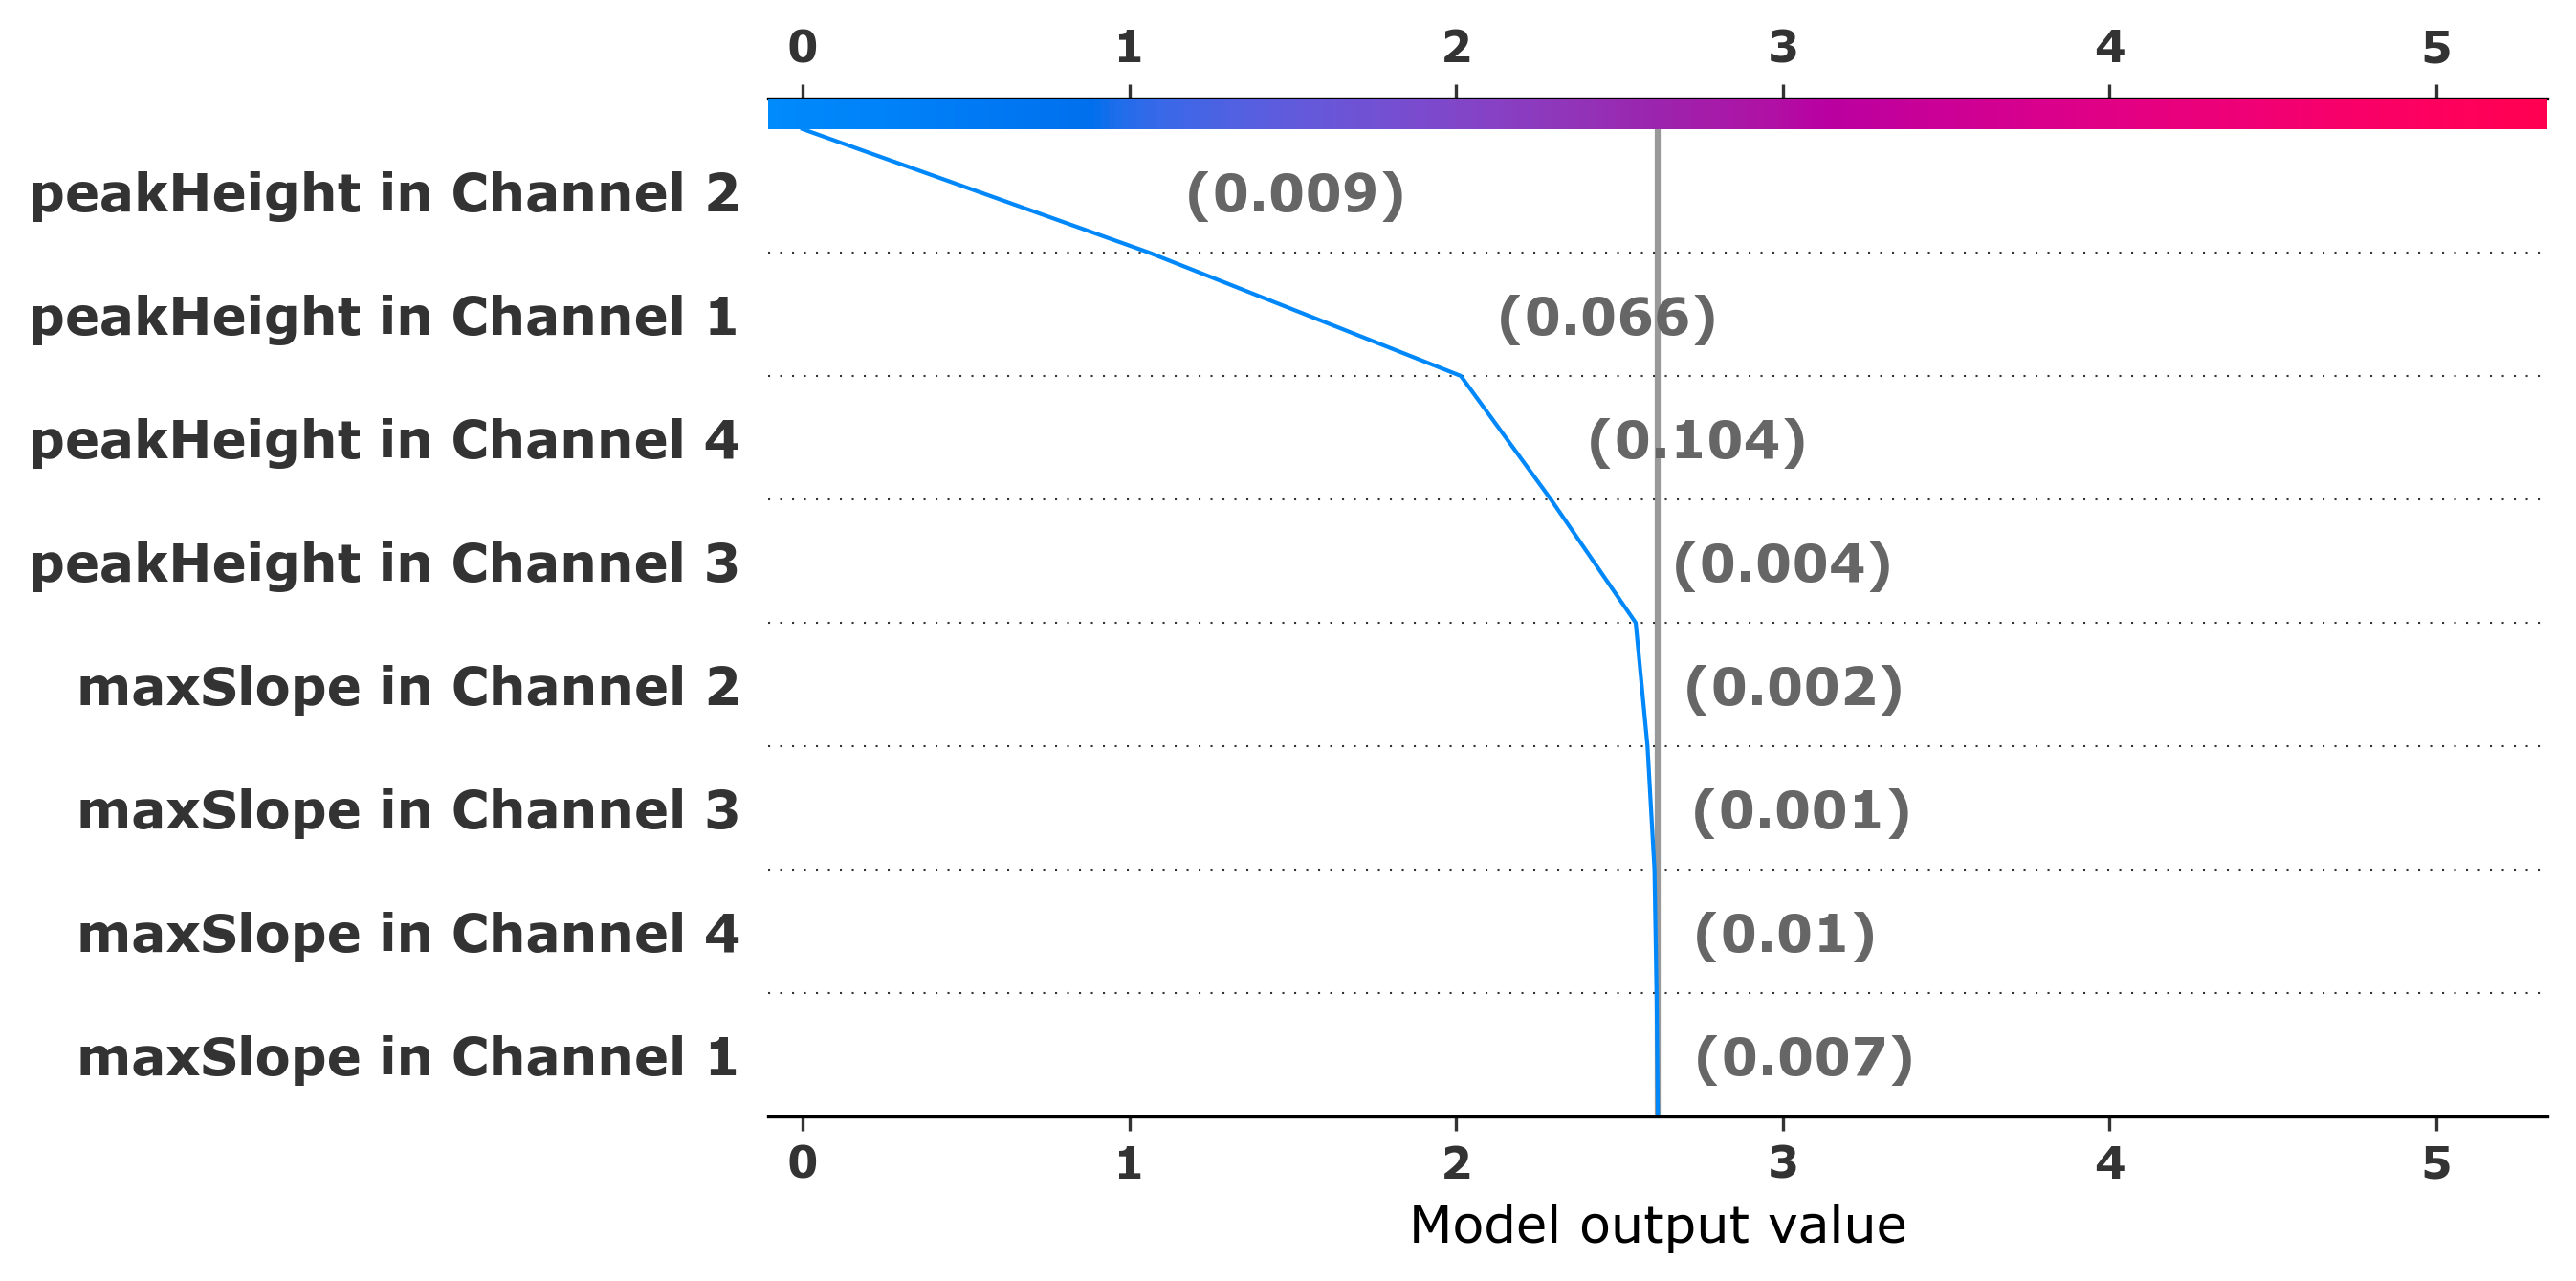 0 1 2 3 4 5
peakHeight in Channel 2 (0.009)
peakHeight in Channel 1 (0.066)
peakHeight in Channel 4 (0.104)
peakHeight in Channel 3 (0.004)
maxSlope in Channel 2 (0.002)
maxSlope in Channel 3 (0.001)
maxSlope in Channel 4 (0.01)
maxSlope in Channel 1 (0.007)
0 1 2 3 4 5
Model output value